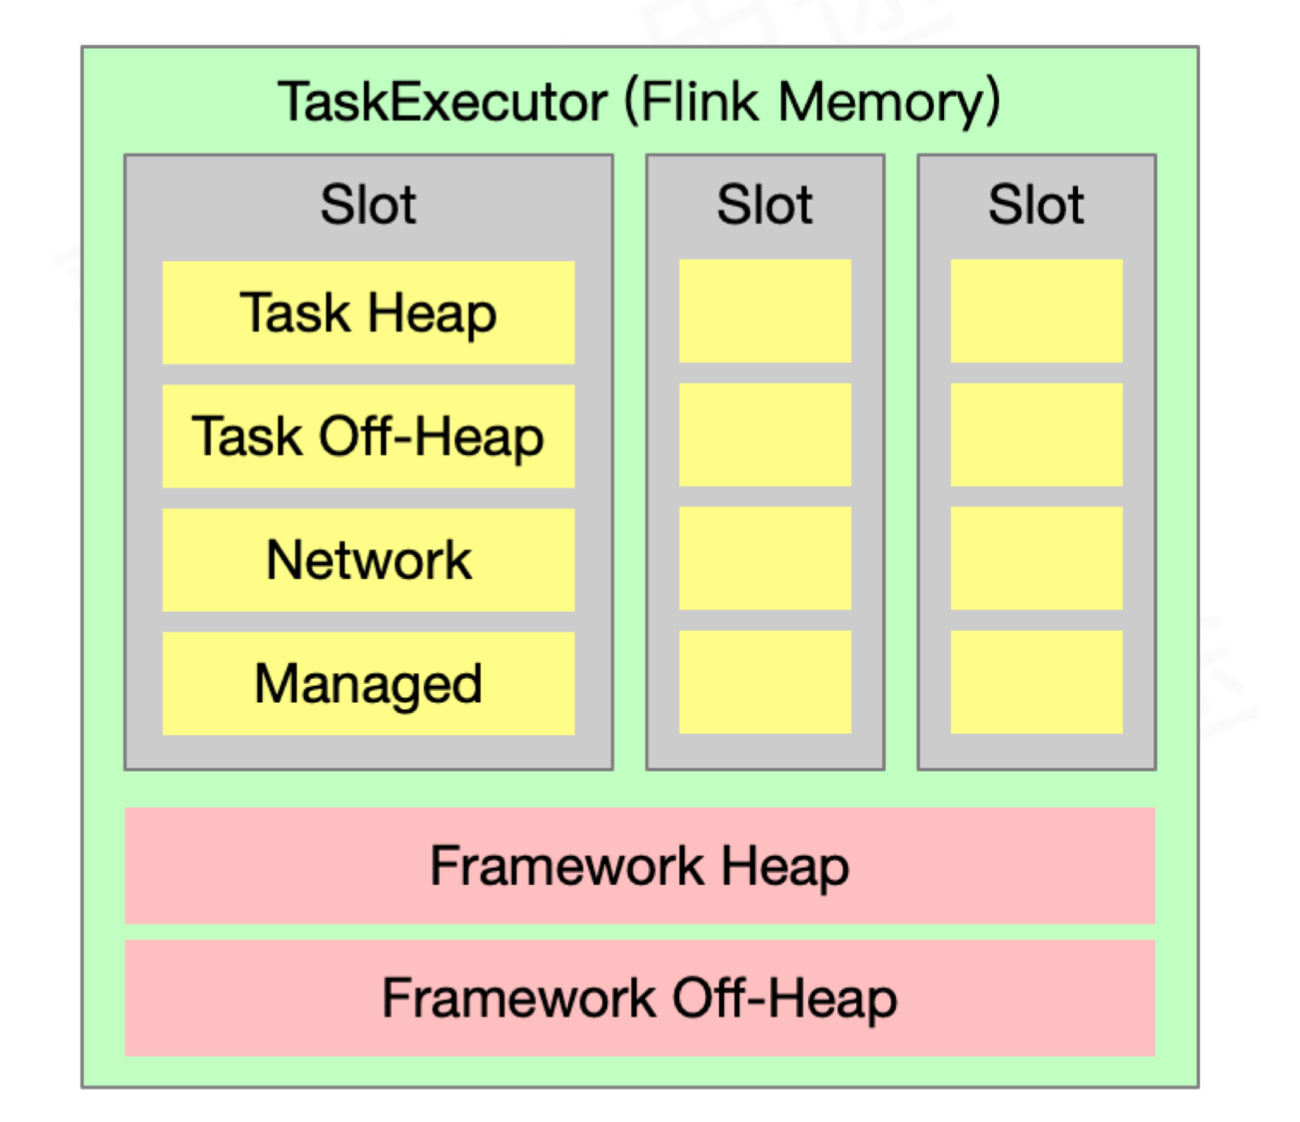 TaskExecutor (Flink Memory)
Slot
Task Heap
Task Off-Heap
Network
Managed
Slot
Slot
Framework Heap
Framework Off-Heap